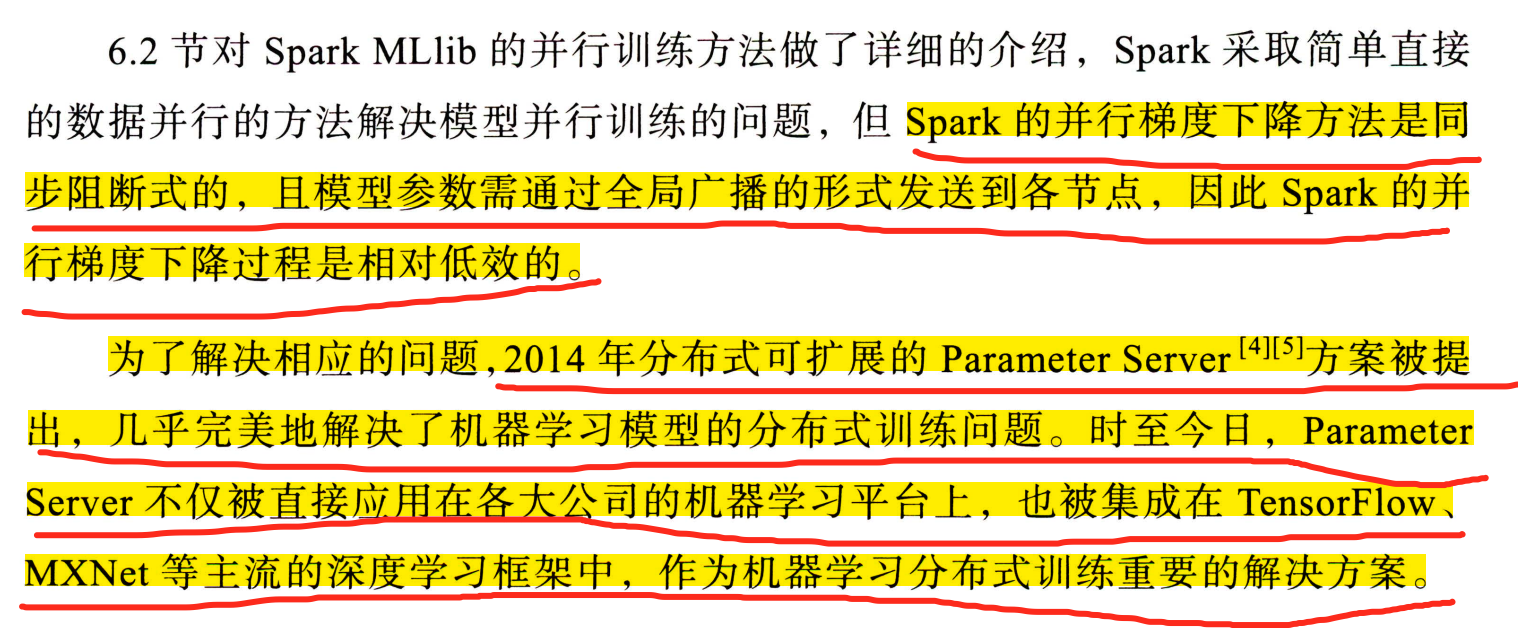 6.2 节对 Spark MLlib 的并行训练方法做了详细的介绍，Spark 采取简单直接
的数据并行的方法解决模型并行训练的问题，但 Spark 的并行梯度下降方法是同
步阻断式的，且模型参数需通过全局广播的形式发送到各节点，因此 Spark 的并
行梯度下降过程是相对低效的。
为了解决相应的问题,2014 年分布式可扩展的 Parameter Server[4][5]方案被提
出，几乎完美地解决了机器学习模型的分布式训练问题。时至今日，Parameter
Server 不仅被直接应用在各大公司的机器学习平台上，也被集成在 TensorFlow、
MXNet 等主流的深度学习框架中，作为机器学习分布式训练重要的解决方案。